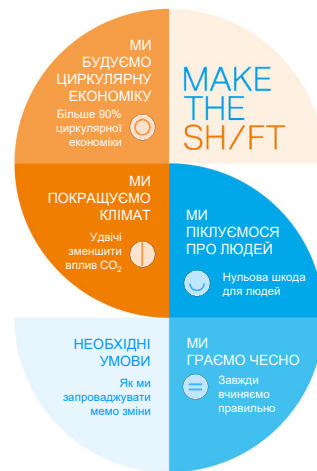 МИ
БУДУЄМО
ЦИРКУЛЯРНУ
ЕКОНОМІКУ
Більше 90%
циркулярної
економіки
MAKE
THE
SH/FT
МИ
ПОКРАЩУЄМО
КЛІМАТ
Удвічі
зменшити
вплив CO₂
МИ
ПІКЛУЄМОСЯ
ПРО ЛЮДЕЙ
Нульова шкода
для людей
НЕОБХІДНІ
УМОВИ
Як ми
запроваджувати
мемо зміни
МИ
ГРАЄМО ЧЕСНО
Завжди
вчиняємо
правильно